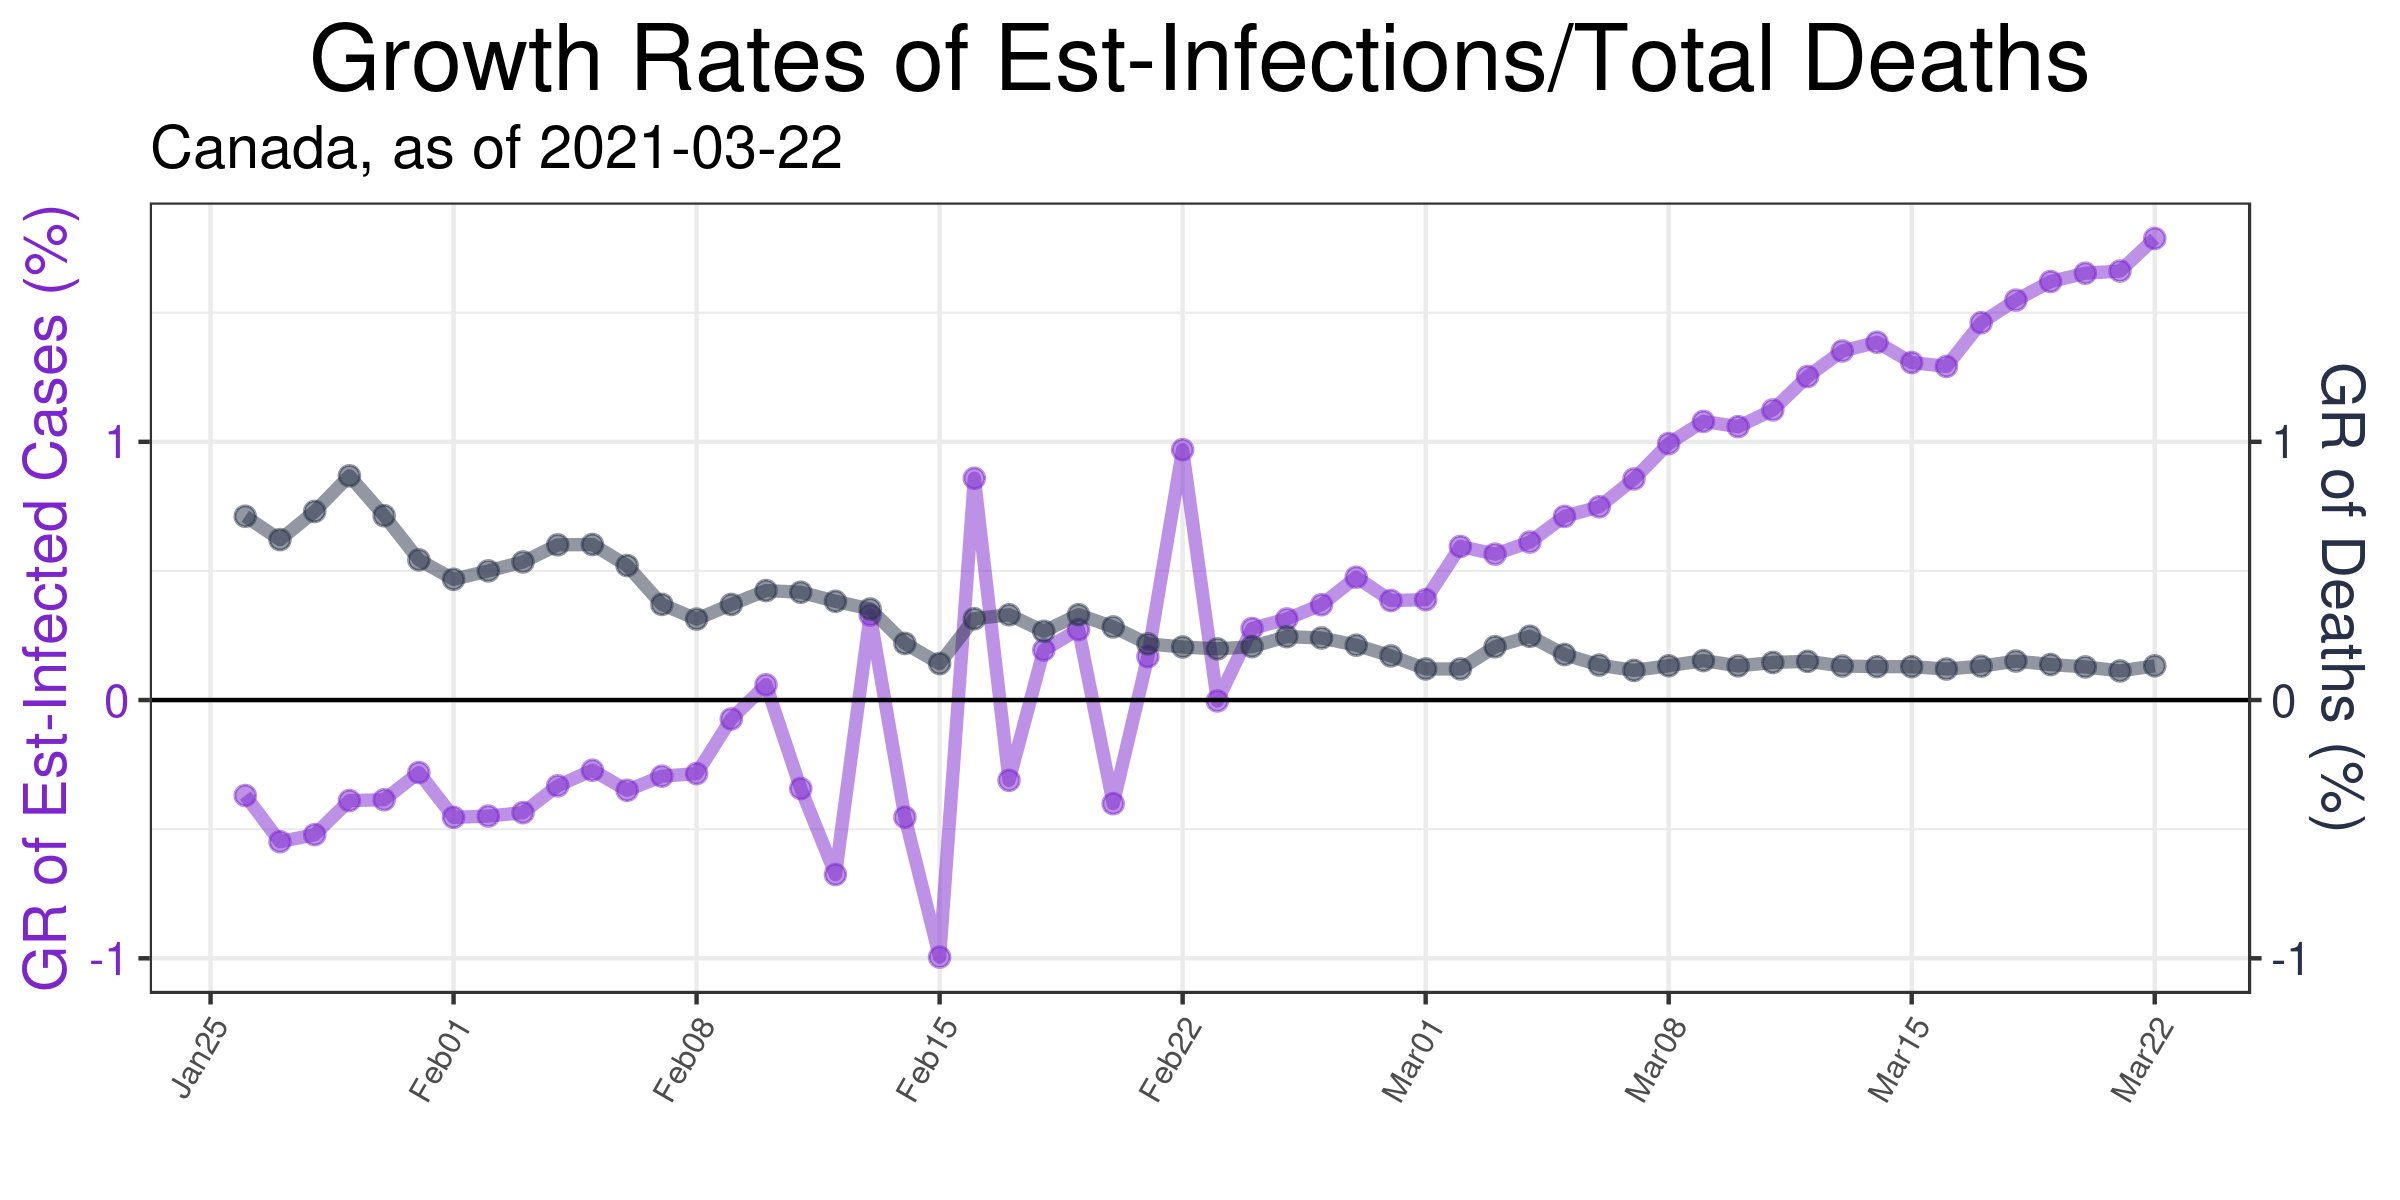 Growth Rates of Est-Infections/Total Deaths
Canada, as of 2021-03-22
GR of Est-Infected Cases (%)
1
0
-1
1
0
-1
GR of Deaths (%)
Jan25
Feb01
Feb08
Feb15
Feb22
Mar01
Mar08
Mar15
Mar22